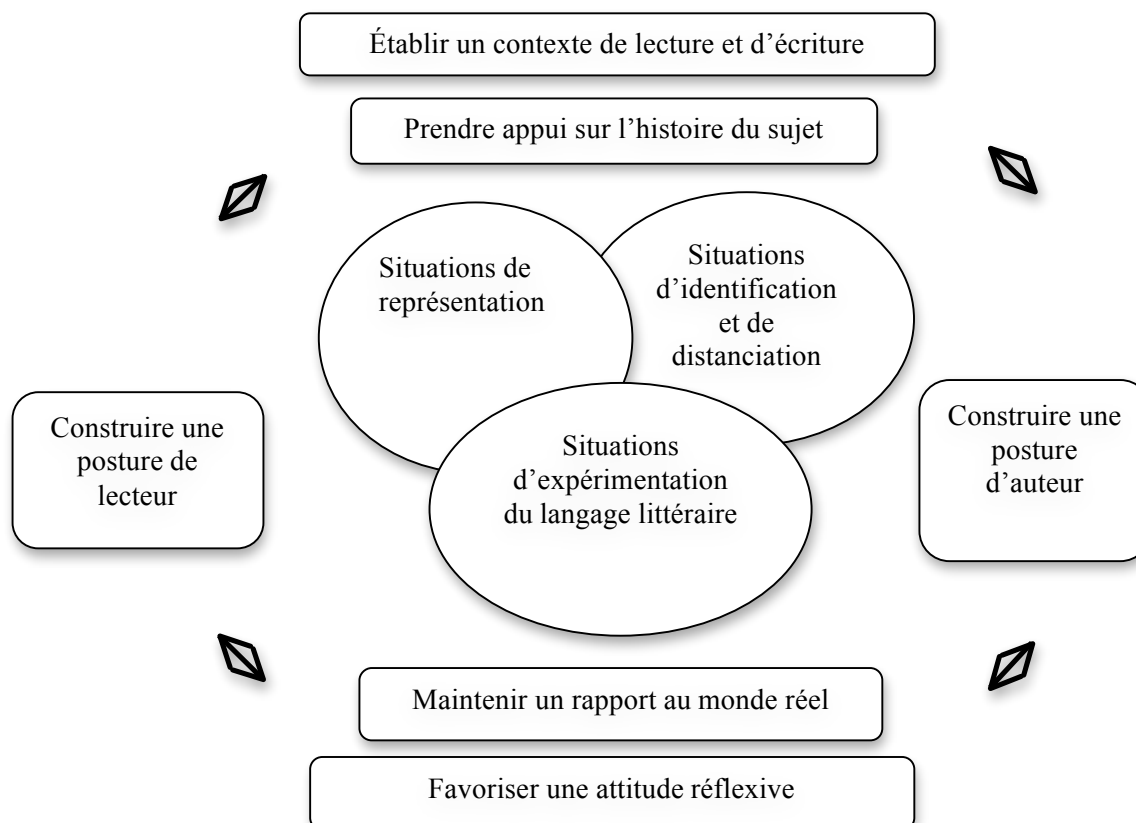 Établir un contexte de lecture et d’écriture
Prendre appui sur l’histoire du sujet
Situations de
représentation
Situations
d’identification
et de
distanciation
Construire une
posture de
lecteur
Situations
d’expérimentation
du langage littéraire
Construire une
posture
d’auteur
Maintenir un rapport au monde réel
Favoriser une attitude réflexive